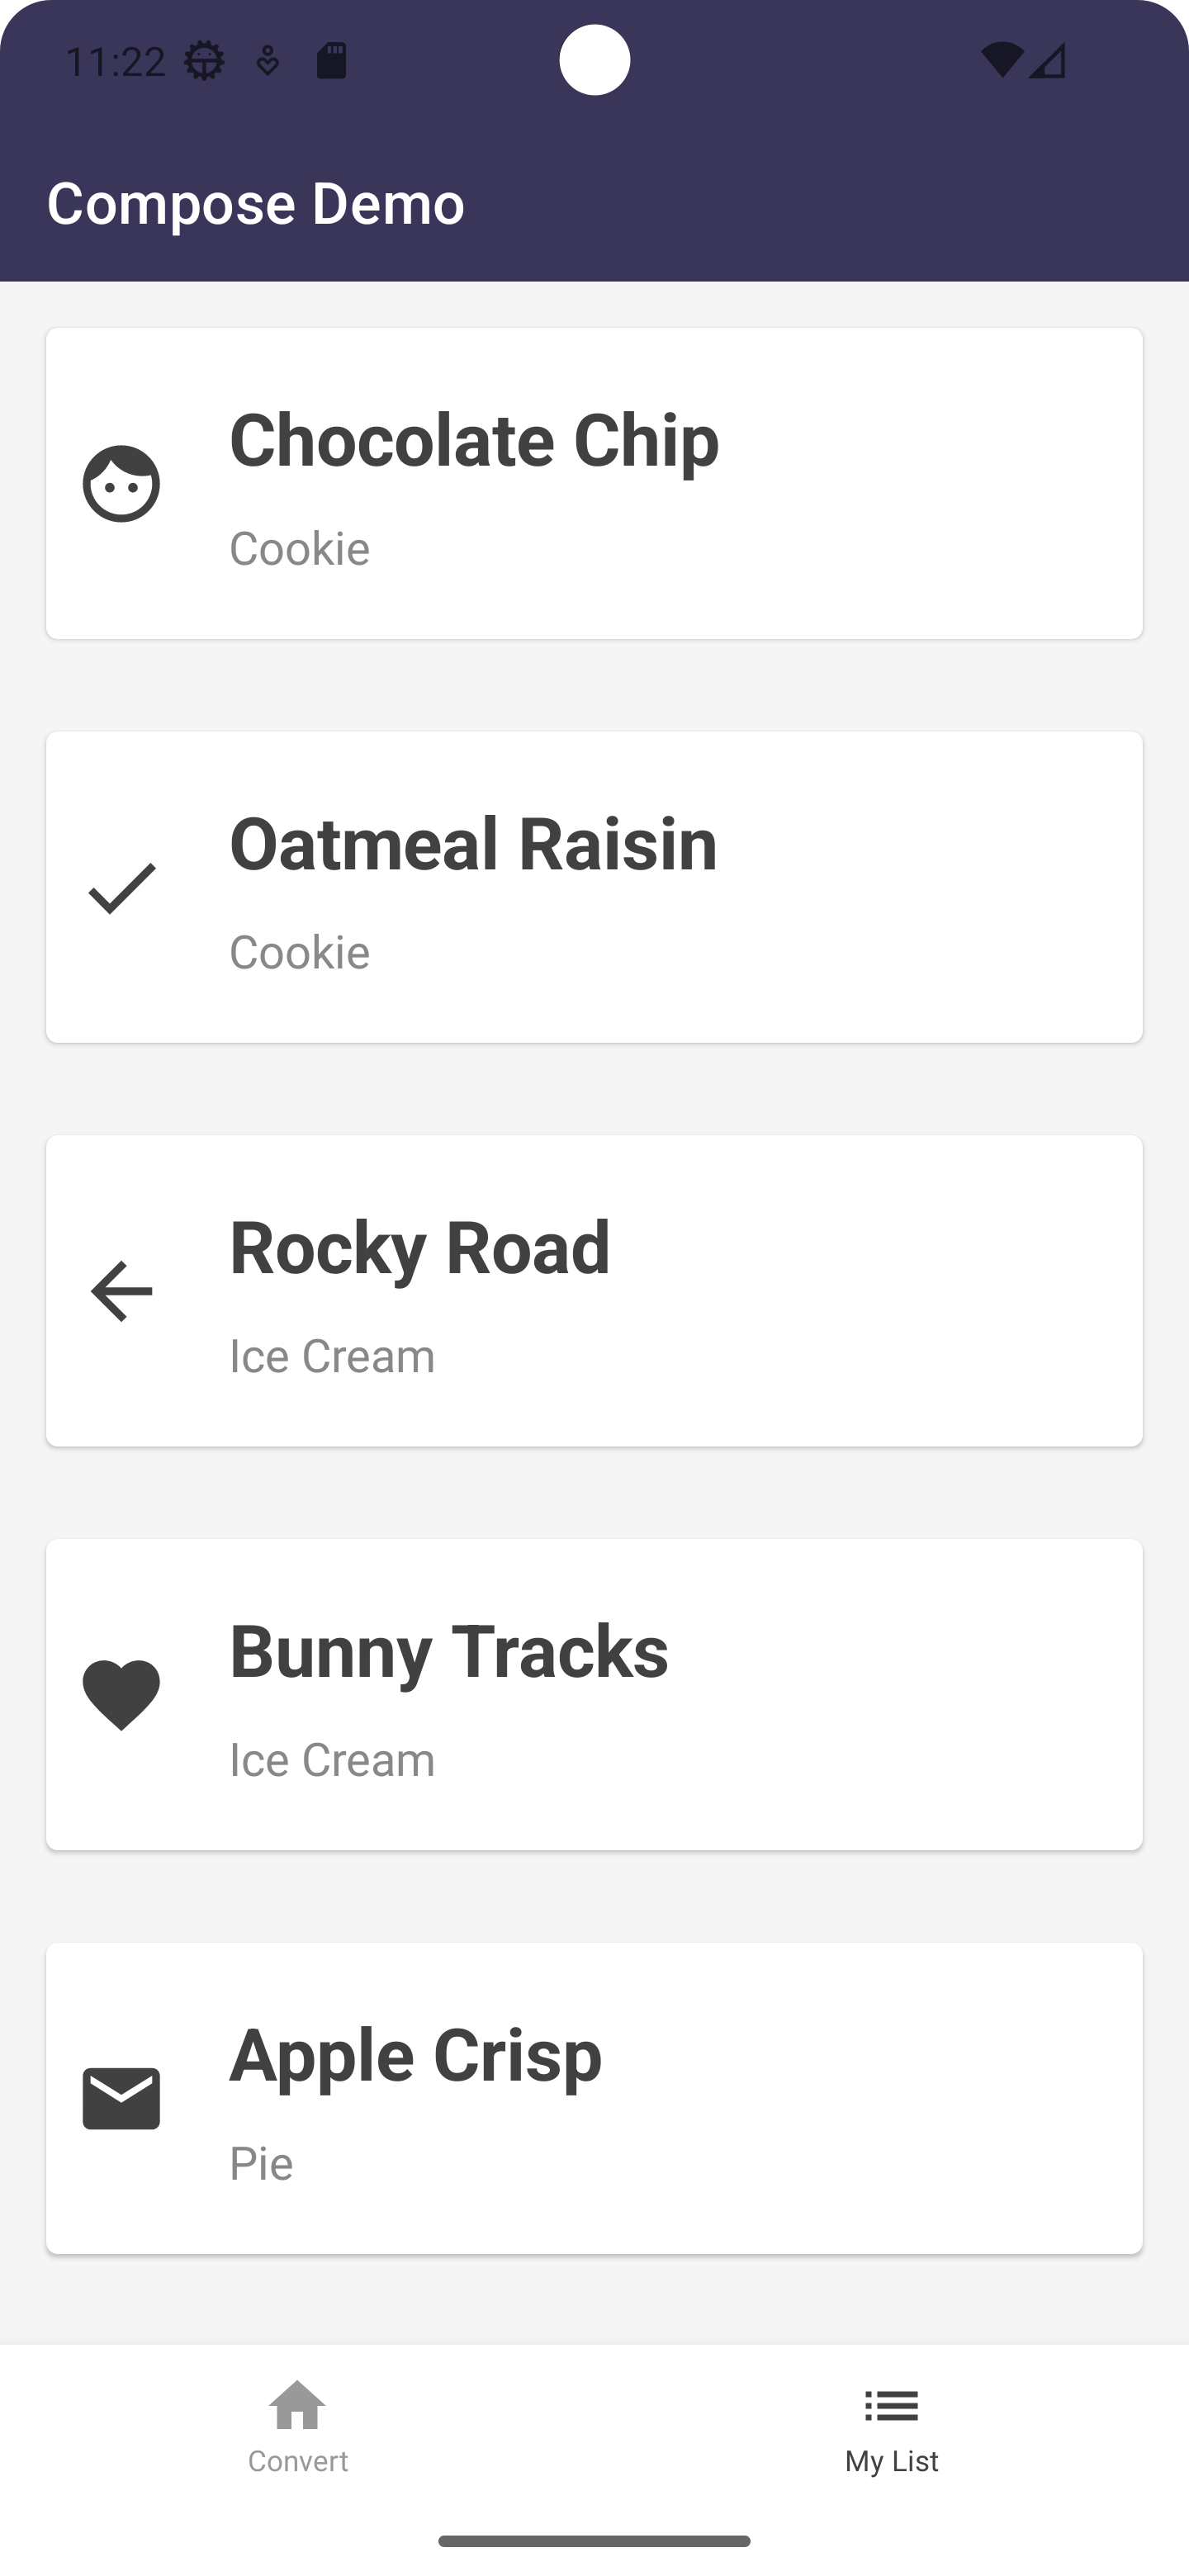 11:22
Compose Demo
Chocolate Chip
Cookie
Oatmeal Raisin
Cookie
Rocky Road
Ice Cream
Bunny Tracks
Ice Cream
Apple Crisp
Pie
Convert
My List